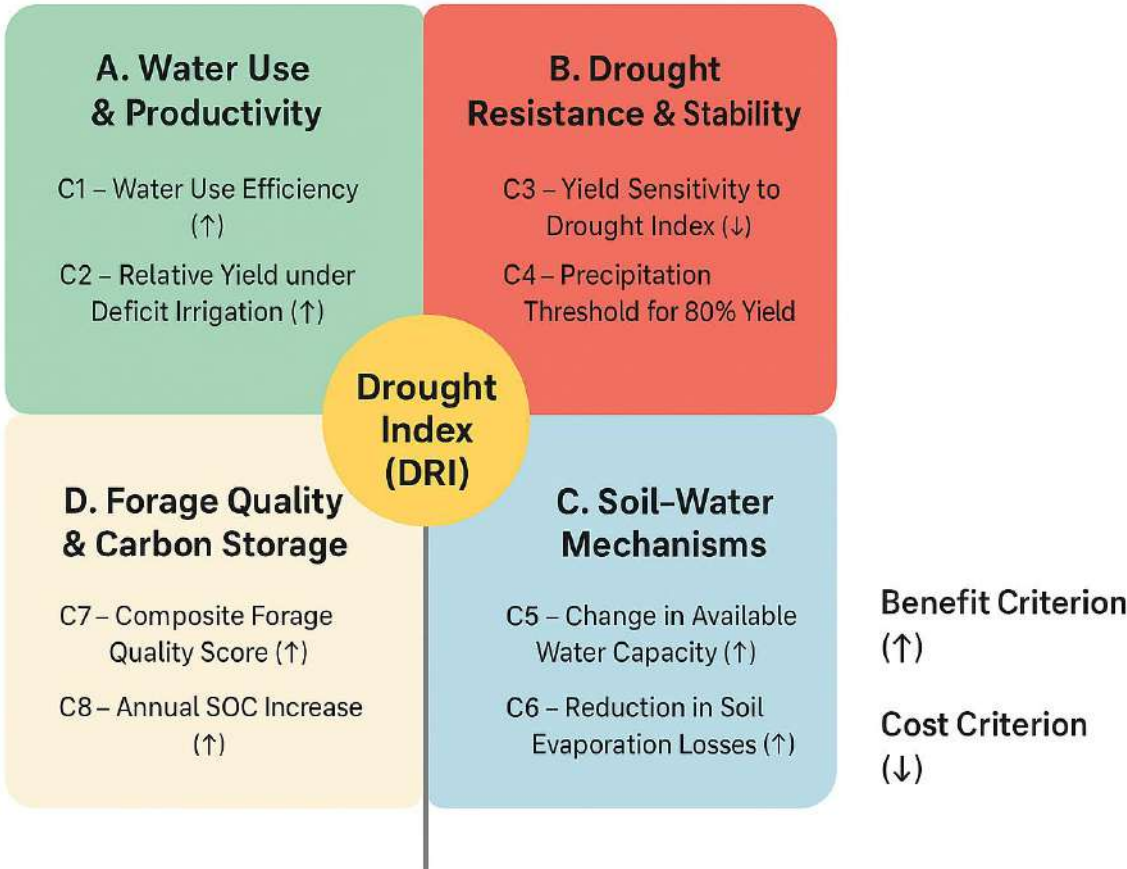 A. Water Use
& Productivity
C1 – Water Use Efficiency
(↑)
C2 – Relative Yield under
Deficit Irrigation (↑)
B. Drought
Resistance & Stability
C3 – Yield Sensitivity to
Drought Index (↓)
C4 – Precipitation
Threshold for 80% Yield
Drought
Index
(DRI)
D. Forage Quality
& Carbon Storage
C7 – Composite Forage
Quality Score (↑)
C8 – Annual SOC Increase
(↑)
C. Soil–Water
Mechanisms
C5 – Change in Available
Water Capacity (↑)
C6 – Reduction in Soil
Evaporation Losses (↑)
Benefit Criterion
(↑)
Cost Criterion
(↓)